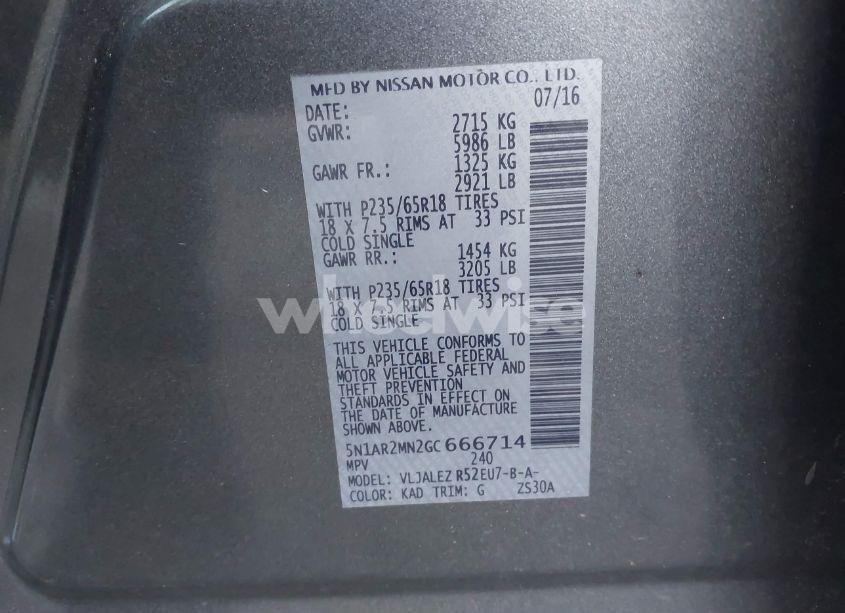 MFD BY NISSAN MOTOR CO., LTD.
DATE: 07/16
GVWR: 2715 KG
5986 LB
GAWR FR.: 1325 KG
2921 LB
WITH P235/65R18 TIRES
18 X 7.5 RIMS AT 33 PSI
COLD SINGLE
GAWR RR.: 1454 KG
3205 LB
WITH P235/65R18 TIRES
18 X 7.5 RIMS AT 33 PSI
COLD SINGLE
wheelwise
THIS VEHICLE CONFORMS TO
ALL APPLICABLE FEDERAL
MOTOR VEHICLE SAFETY AND
THEFT PREVENTION
STANDARDS IN EFFECT ON
THE DATE OF MANUFACTURE
SHOWN ABOVE.
5N1AR2MN2GC666714
MPV 240
MODEL: VLJALEZ R52EU7-B-A-
COLOR: KAD TRIM: G ZS30A